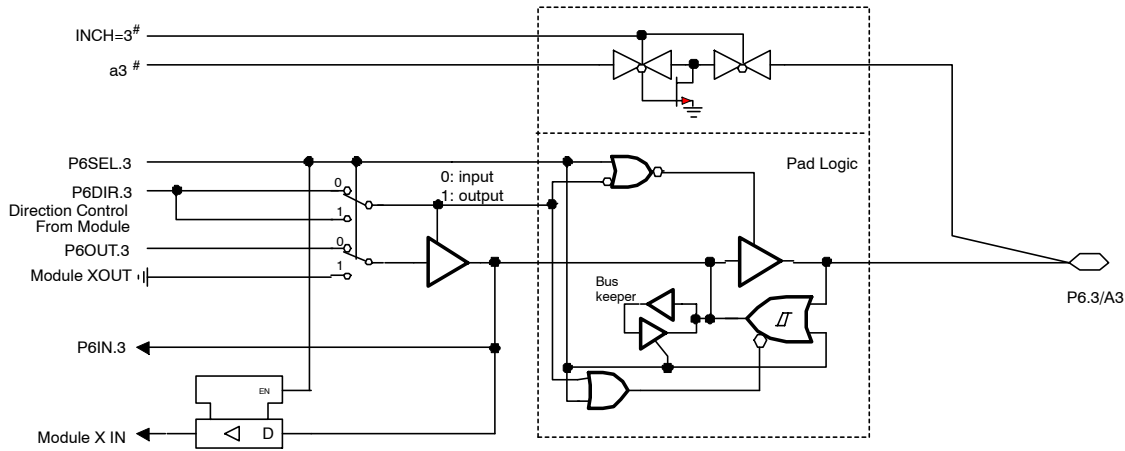 INCH=3#
a3 #
P6SEL.3
Pad Logic
P6DIR.3
0
0: input
1: output
Direction Control
From Module
1
P6OUT.3
0
Module XOUT
1
Bus
keeper
P6.3/A3
P6IN.3
EN
Module X IN
D